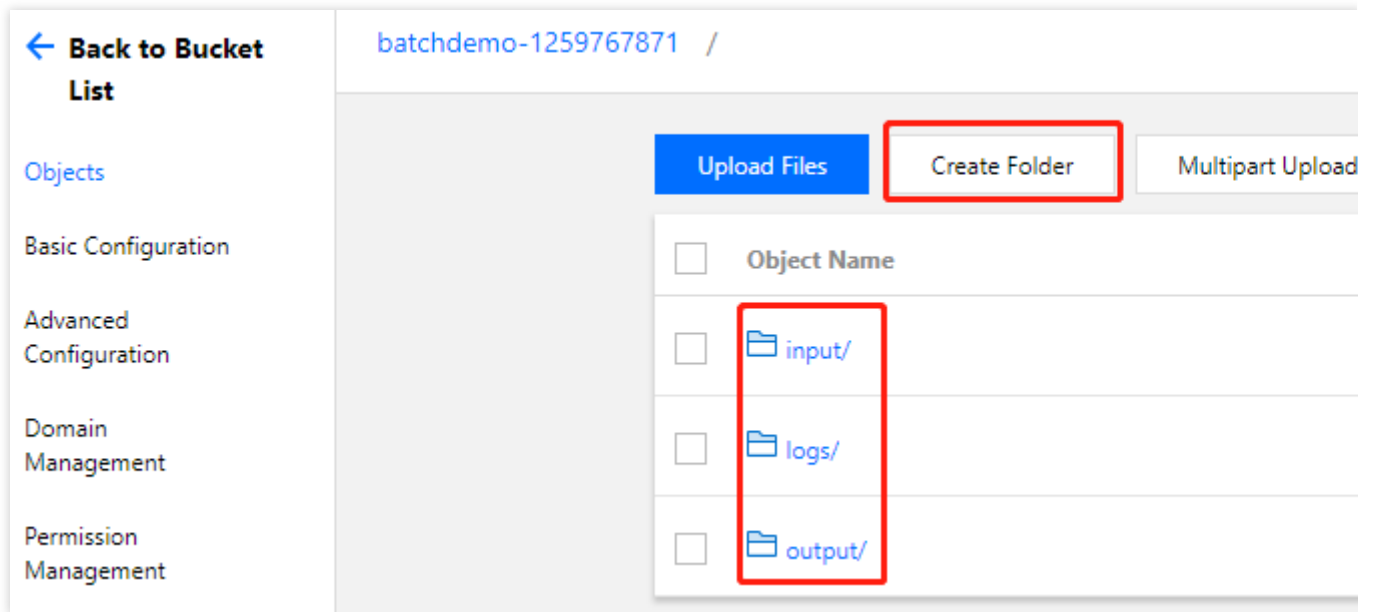 Back to Bucket
List
batchdemo-1259767871 /
Objects
Basic Configuration
Advanced
Configuration
Domain
Management
Permission
Management
Upload Files
Create Folder
Multipart Upload
Object Name
input/
logs/
output/